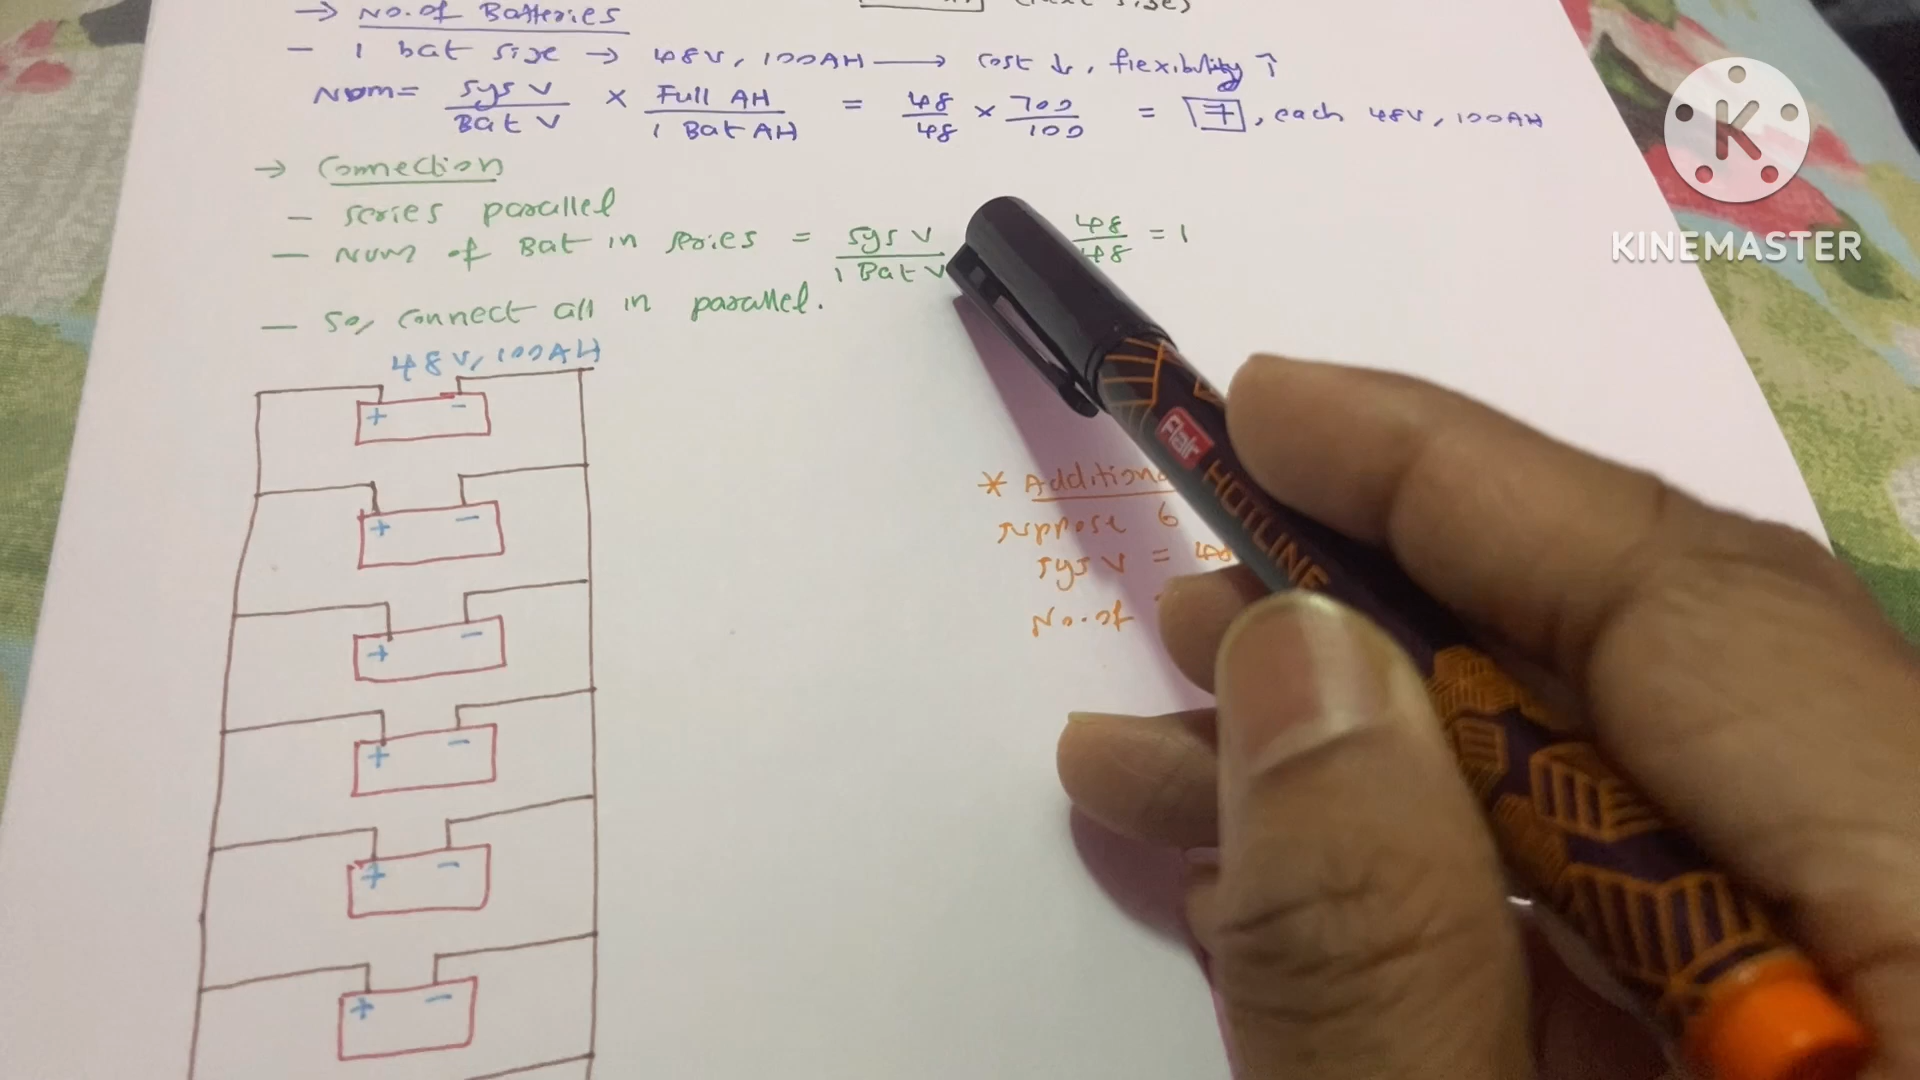 → No. of Batteries
size)
- 1 bat size → 48V, 100AH → cost ↓, flexibility ↑
Num = sys V / Bat V × Full AH / 1 Bat AH = 48 / 48 × 700 / 100 = 7, each 48V, 100AH
→ Connection
- series parallel
- Num of Bat in series = sys V / 1 Bat V 48 / 48 = 1
- So, connect all in parallel.
48V, 100AH
+ -
+ -
+ -
+ -
+ -
+ -
* Additiona
suppose 6
sys V =
No. of
Flair
HOTLINE
K
KINEMASTER